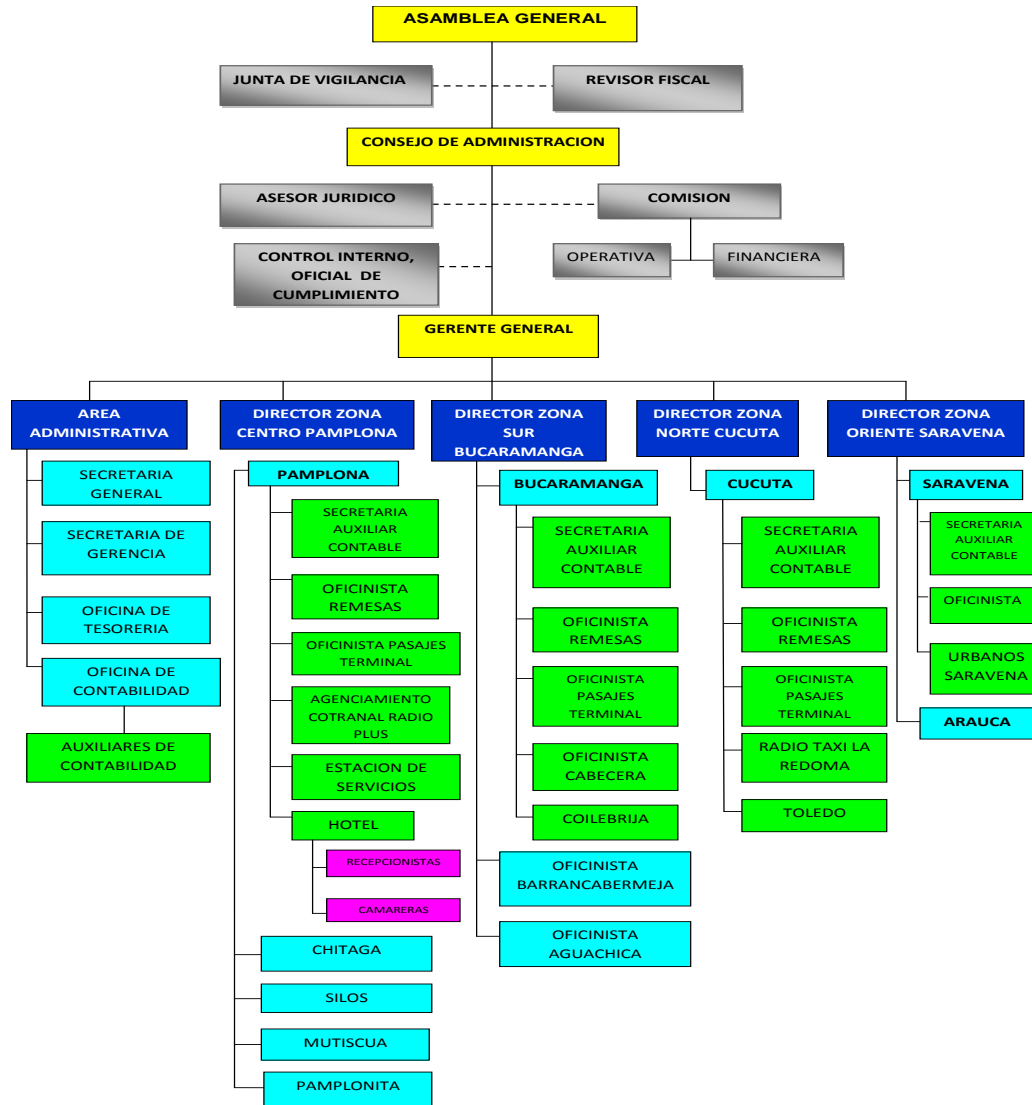 ASAMBLEA GENERAL
JUNTA DE VIGILANCIA
REVISOR FISCAL
CONSEJO DE ADMINISTRACION
ASESOR JURIDICO
COMISION
CONTROL INTERNO,
OFICIAL DE
CUMPLIMIENTO
OPERATIVA
FINANCIERA
GERENTE GENERAL
AREA
ADMINISTRATIVA
SECRETARIA
GENERAL
SECRETARIA DE
GERENCIA
OFICINA DE
TESORERIA
OFICINA DE
CONTABILIDAD
AUXILIARES DE
CONTABILIDAD
DIRECTOR ZONA
CENTRO PAMPLONA
PAMPLONA
SECRETARIA
AUXILIAR
CONTABLE
OFICINISTA
REMESAS
OFICINISTA PASAJES
TERMINAL
AGENCIAMIENTO
COTRANAL RADIO
PLUS
ESTACION DE
SERVICIOS
HOTEL
RECEPCIONISTAS
CAMARERAS
CHITAGA
SILOS
MUTISCUA
PAMPLONITA
DIRECTOR ZONA
SUR
BUCARAMANGA
BUCARAMANGA
SECRETARIA
AUXILIAR
CONTABLE
OFICINISTA
REMESAS
OFICINISTA
PASAJES
TERMINAL
OFICINISTA
CABECERA
COILEBRIJA
OFICINISTA
BARRANCABERMEJA
OFICINISTA
AGUACHICA
DIRECTOR ZONA
NORTE CUCUTA
CUCUTA
SECRETARIA
AUXILIAR
CONTABLE
OFICINISTA
REMESAS
OFICINISTA
PASAJES
TERMINAL
RADIO TAXI LA
REDOMA
TOLEDO
DIRECTOR ZONA
ORIENTE SARAVENA
SARAVENA
SECRETARIA
AUXILIAR
CONTABLE
OFICINISTA
URBANOS
SARAVENA
ARAUCA